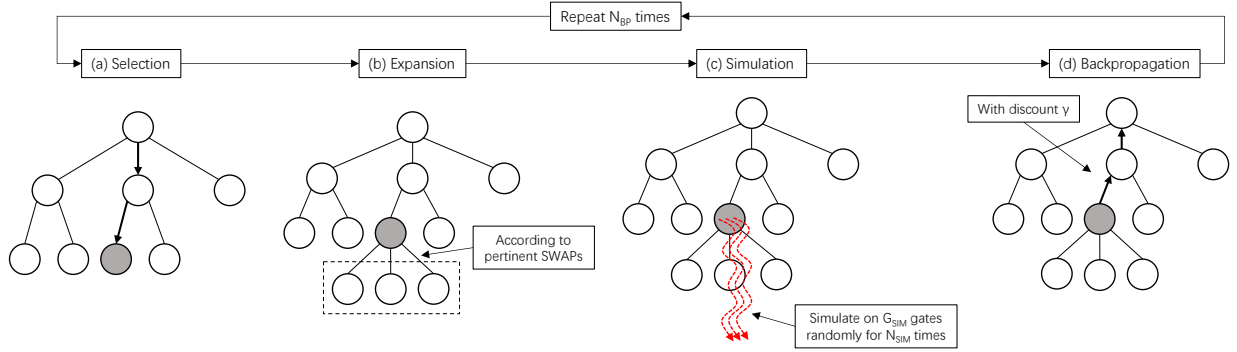 Repeat N_BP times
(a) Selection
(b) Expansion
(c) Simulation
(d) Backpropagation
With discount γ
According to
pertinent SWAPs
Simulate on G_SIM gates
randomly for N_SIM times